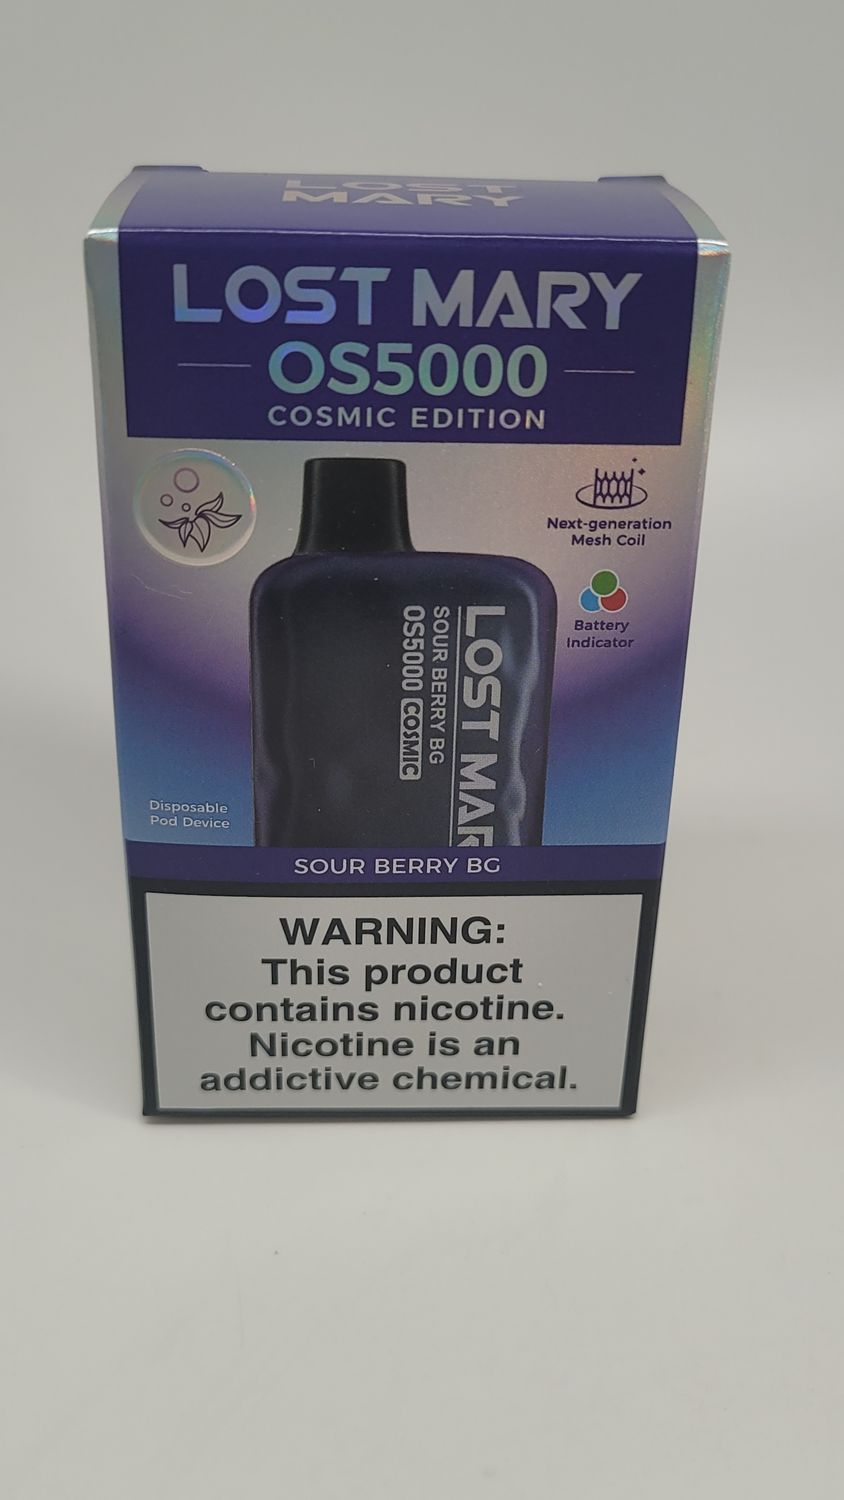 LOST
MARY
LOST MARY
OS5000
COSMIC EDITION
Next-generation
Mesh Coil
Battery
Indicator
LOST MAR
SOUR BERRY BG
OS5000 COSMIC
Disposable
Pod Device
SOUR BERRY BG
WARNING:
This product
contains nicotine.
Nicotine is an
addictive chemical.